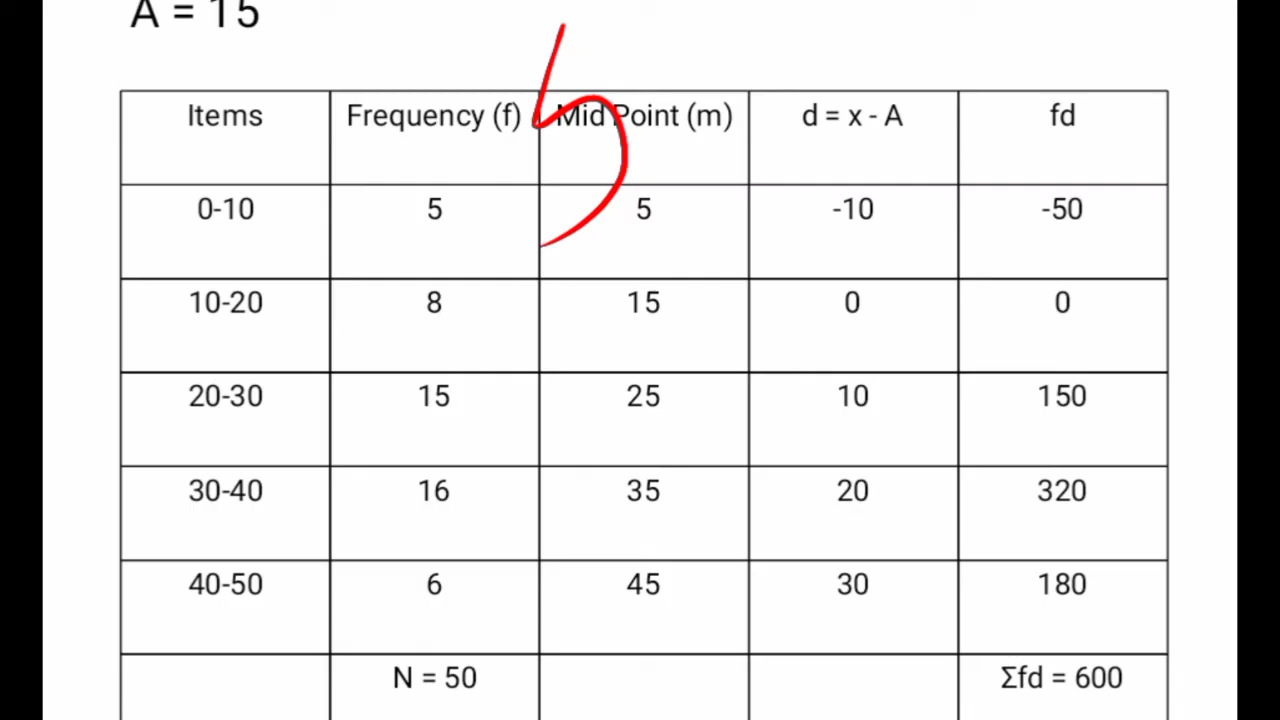 A = 15
Items Frequency (f) Mid Point (m) d = x - A fd
0-10 5 5 -10 -50
10-20 8 15 0 0
20-30 15 25 10 150
30-40 16 35 20 320
40-50 6 45 30 180
N = 50 Σfd = 600